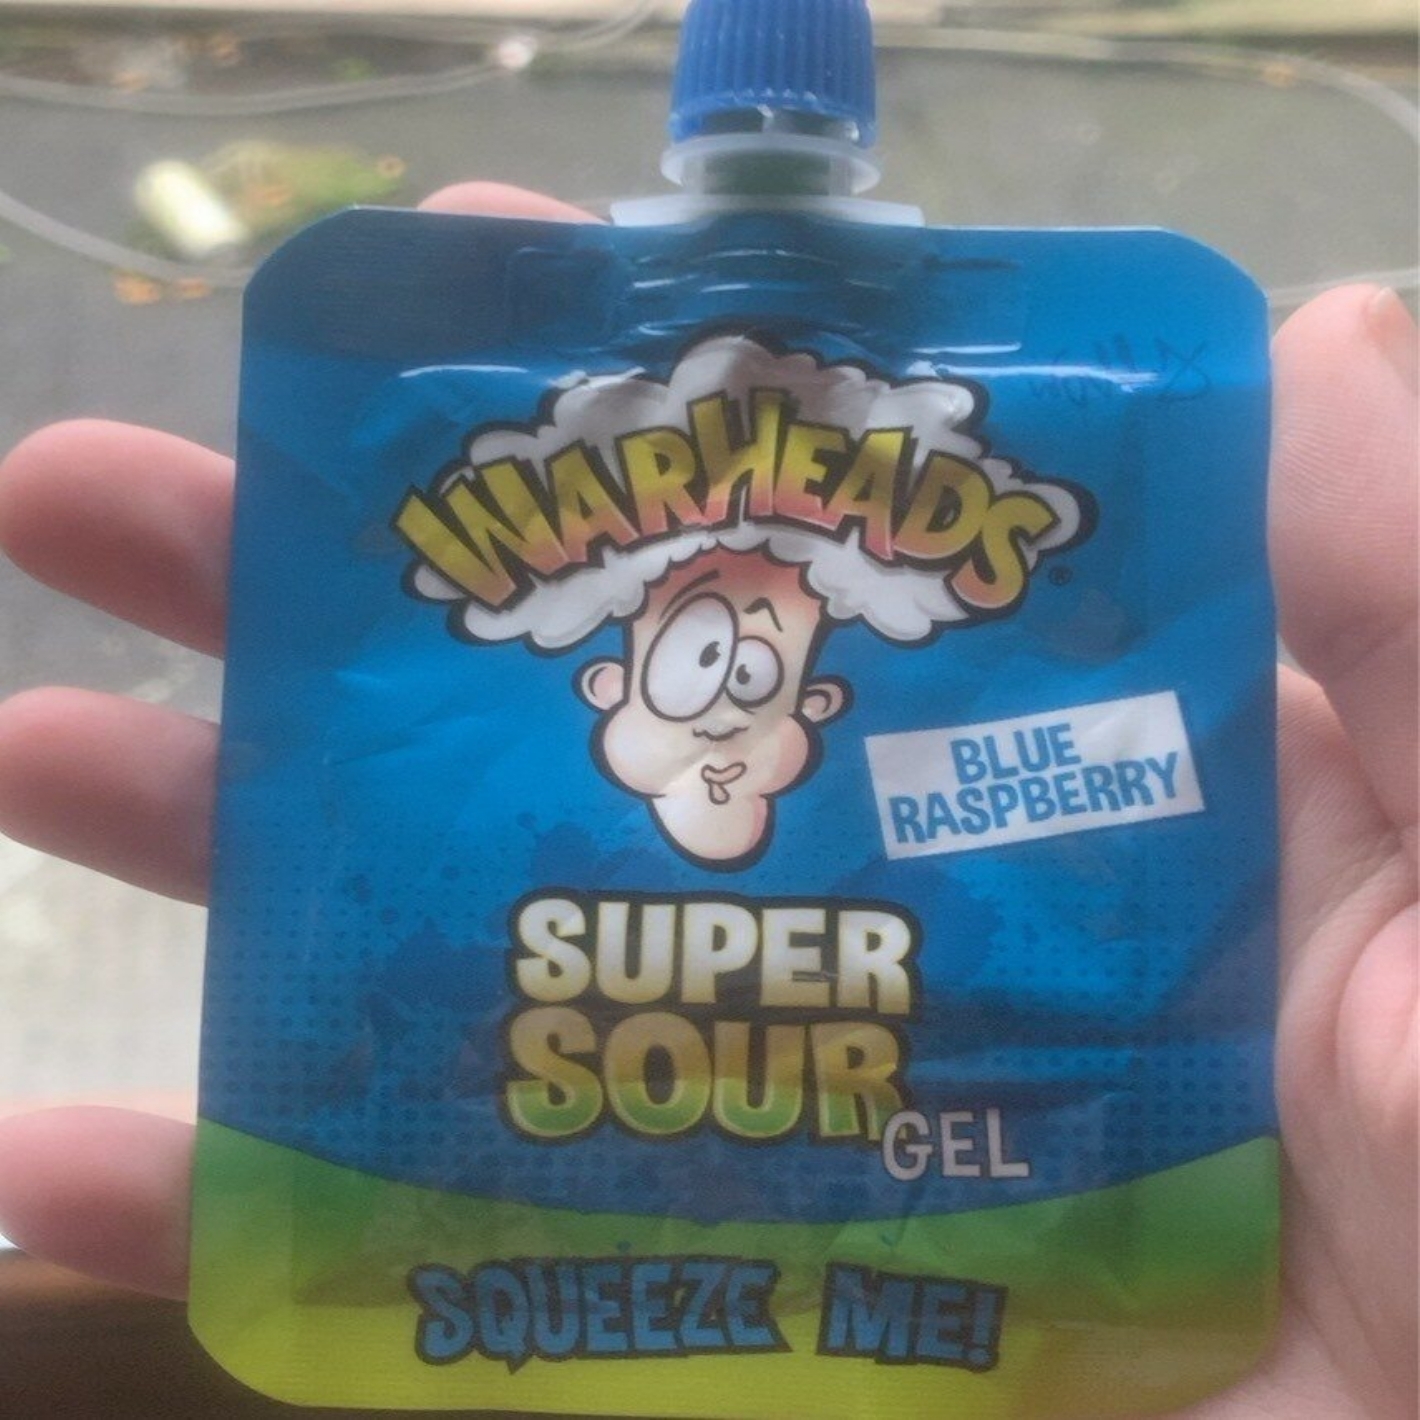 WARHEADS®
BLUE
RASPBERRY
SUPER
SOUR
GEL
SQUEEZE ME!